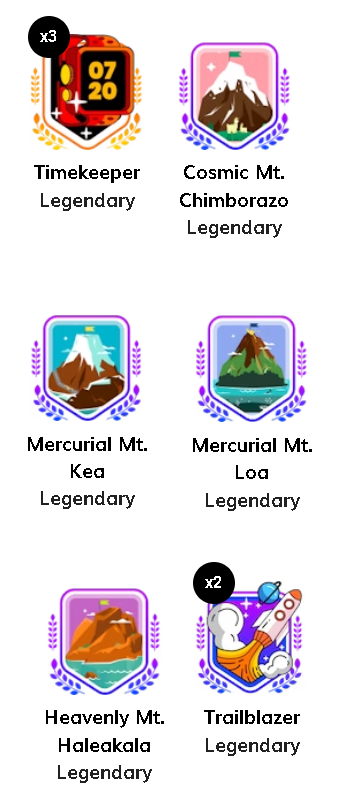 x3
07
20
Timekeeper
Legendary
Cosmic Mt.
Chimborazo
Legendary
Mercurial Mt.
Kea
Legendary
Mercurial Mt.
Loa
Legendary
Heavenly Mt.
Haleakala
Legendary
x2
Trailblazer
Legendary